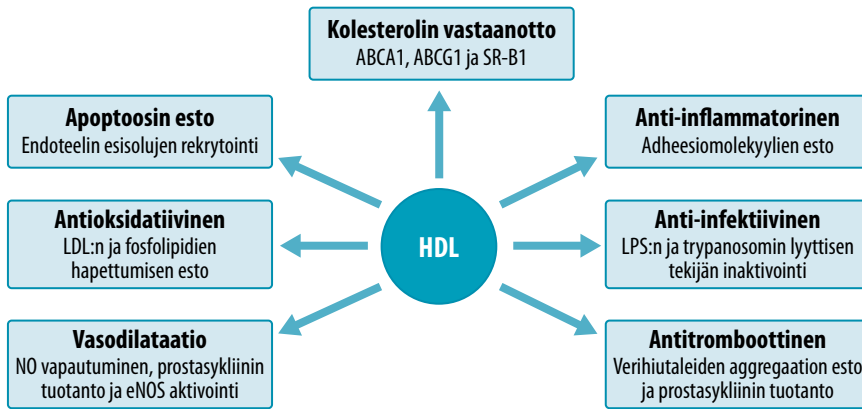 Kolesterolin vastaanotto
ABCA1, ABCG1 ja SR-B1
Apoptoosin esto
Endoteelin esisolujen rekrytointi
Anti-inflammatorinen
Adheesiomolekyylien esto
Antioksidatiivinen
LDL:n ja fosfolipidien
hapettumisen esto
HDL
Anti-infektiivinen
LPS:n ja trypanosomin lyyttisen
tekijän inaktivointi
Vasodilataatio
NO vapautuminen, prostasykliinin
tuotanto ja eNOS aktivointi
Antitromboottinen
Verihiutaleiden aggregaation esto
ja prostasykliinin tuotanto